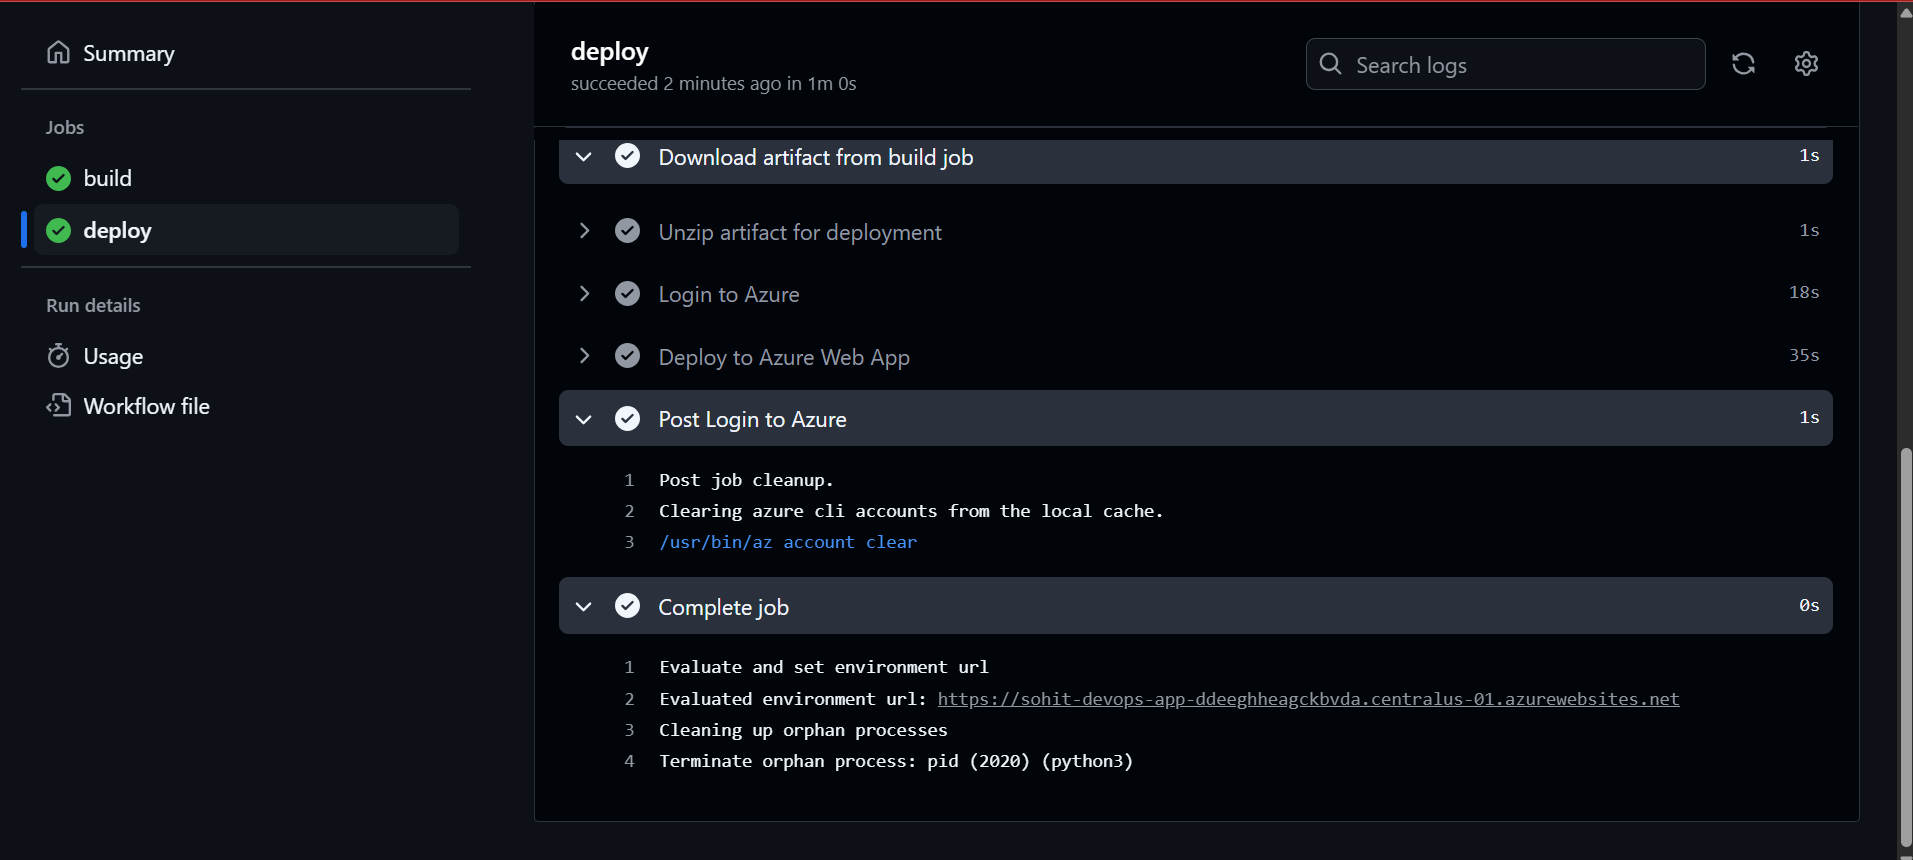 Summary
Jobs
build
deploy
Run details
Usage
Workflow file
deploy
succeeded 2 minutes ago in 1m 0s
Search logs
Download artifact from build job 1s
Unzip artifact for deployment 1s
Login to Azure 18s
Deploy to Azure Web App 35s
Post Login to Azure 1s
1 Post job cleanup.
2 Clearing azure cli accounts from the local cache.
3 /usr/bin/az account clear
Complete job 0s
1 Evaluate and set environment url
2 Evaluated environment url: https://sohit-devops-app-ddeeghheagckbvda.centralus-01.azurewebsites.net
3 Cleaning up orphan processes
4 Terminate orphan process: pid (2020) (python3)